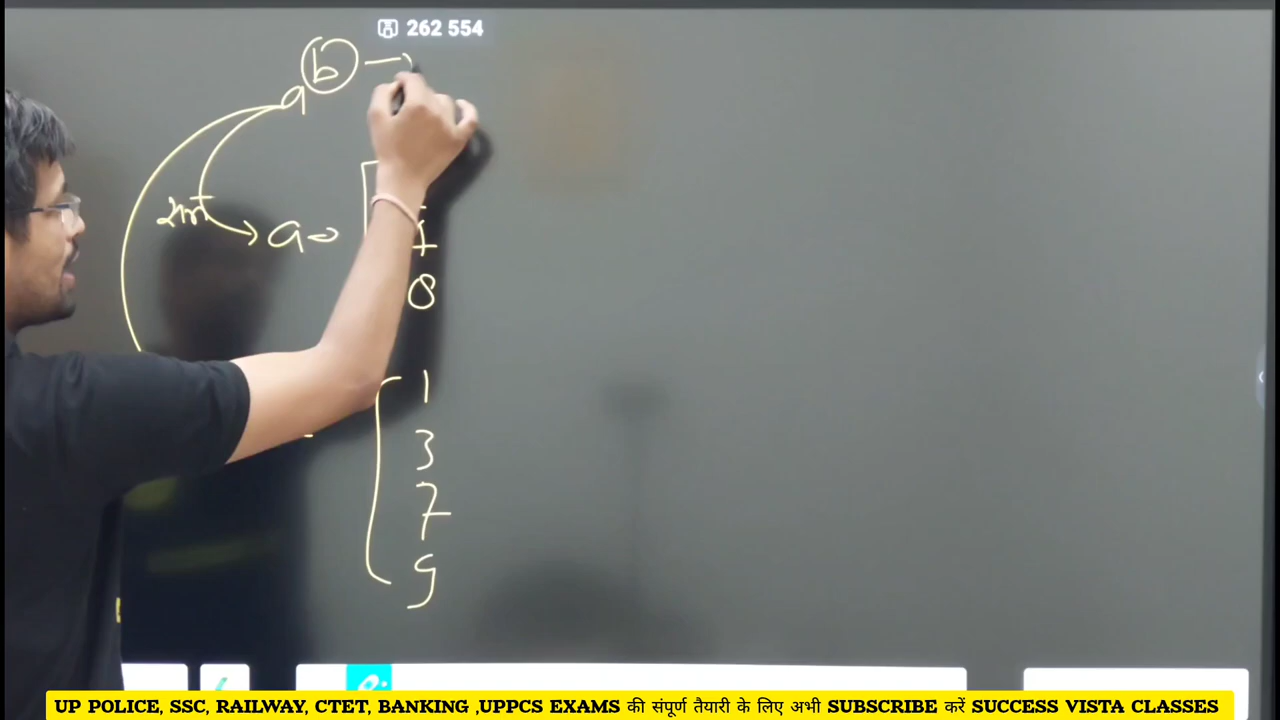 262 554
b
a
a
8
1
3
7
9
UP POLICE, SSC, RAILWAY, CTET, BANKING ,UPPCS EXAMS की संपूर्ण तैयारी के लिए अभी SUBSCRIBE करें SUCCESS VISTA CLASSES